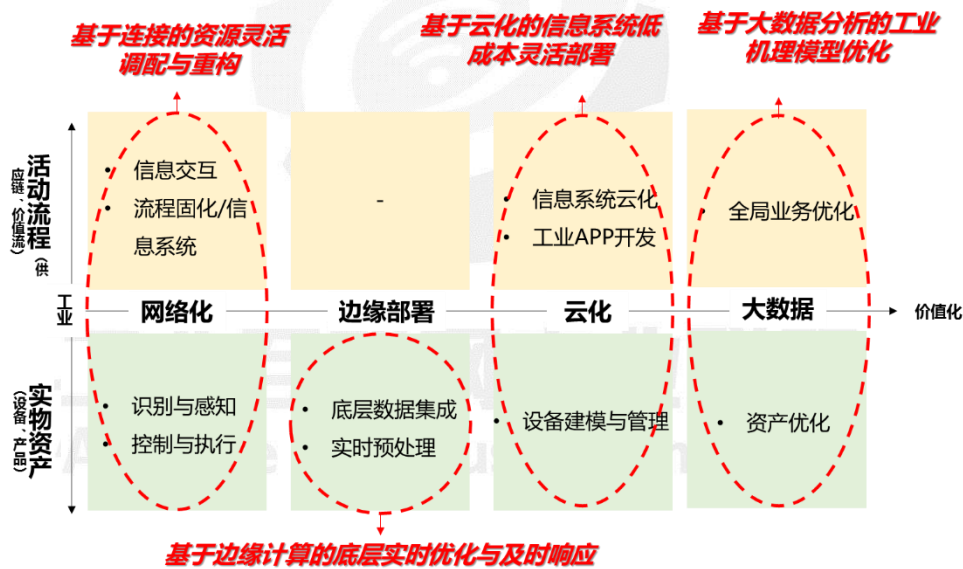 基于连接的资源灵活
调配与重构
基于云化的信息系统低
成本灵活部署
基于大数据分析的工业
机理模型优化
活动流程（供
应链、价值流）
• 信息交互
• 流程固化/信
息系统
-
• 信息系统云化
• 工业APP开发
• 全局业务优化
工业
网络化
边缘部署
云化
大数据
价值化
实物资产
（设备、产品）
• 识别与感知
• 控制与执行
• 底层数据集成
• 实时预处理
• 设备建模与管理
• 资产优化
基于边缘计算的底层实时优化与及时响应